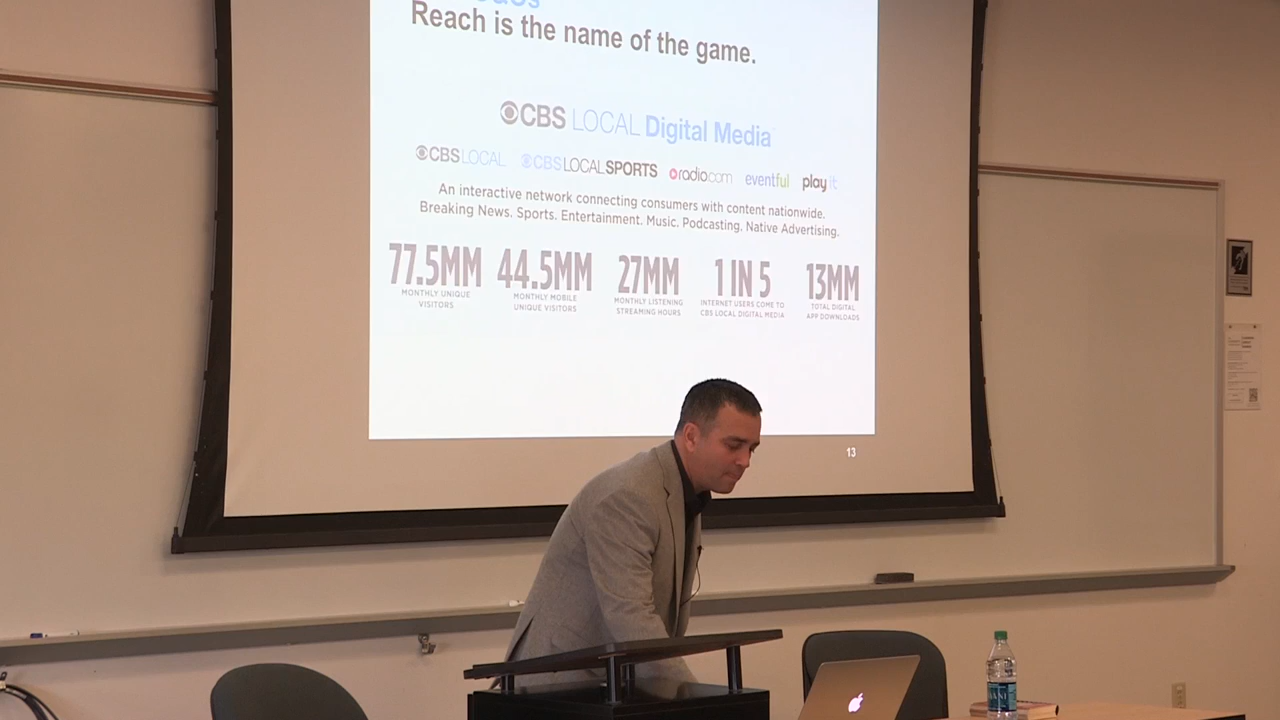 Reach is the name of the game.
CBS LOCAL Digital Media
CBS LOCAL CBS LOCALSPORTS radio.com eventful play it
An interactive network connecting consumers with content nationwide.
Breaking News. Sports. Entertainment. Music. Podcasting. Native Advertising.
77.5MM 44.5MM 27MM 1 IN 5 13MM
MONTHLY UNIQUE VISITORS
MONTHLY MOBILE UNIQUE VISITORS
MONTHLY LISTENING STREAMING HOURS
INTERNET USERS COME TO CBS LOCAL DIGITAL MEDIA
TOTAL DIGITAL APP DOWNLOADS
13